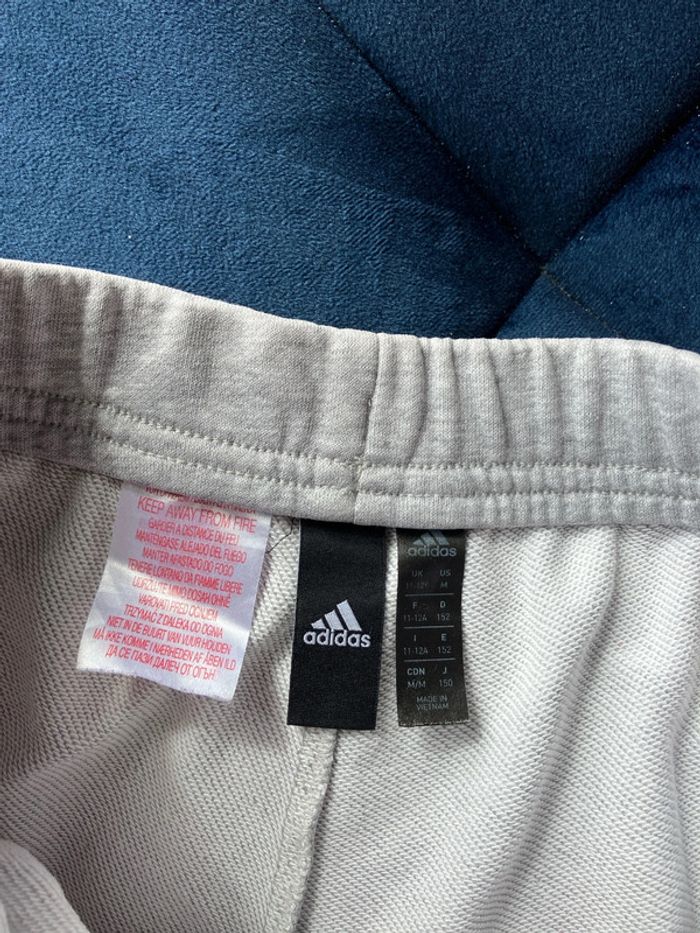 KEEP AWAY FROM FIRE
GARDER A DISTANCE DU FEU
MANTÉNGASE ALEJADO DEL FUEGO
MANTER AFASTADO DO FOGO
TENERE LONTANO DA FIAMME LIBERE
UDRŽUJTE MIMO DOSAH OHNĚ
VAROVATI PRED OGNJEM
TRZYMAĆ Z DALEKA OD OGNIA
NIET IN DE BUURT VAN VUUR HOUDEN
MÅ IKKE KOMME I NÆRHEDEN AF ÅBEN ILD
ДА СЕ ПАЗИ ДАЛЕЧ ОТ ОГЪН
adidas
adidas
UK US
11-12Y M
F D
11-12A 152
I E
11-12A 152
CDN J
M/M 150
MADE IN
VIETNAM